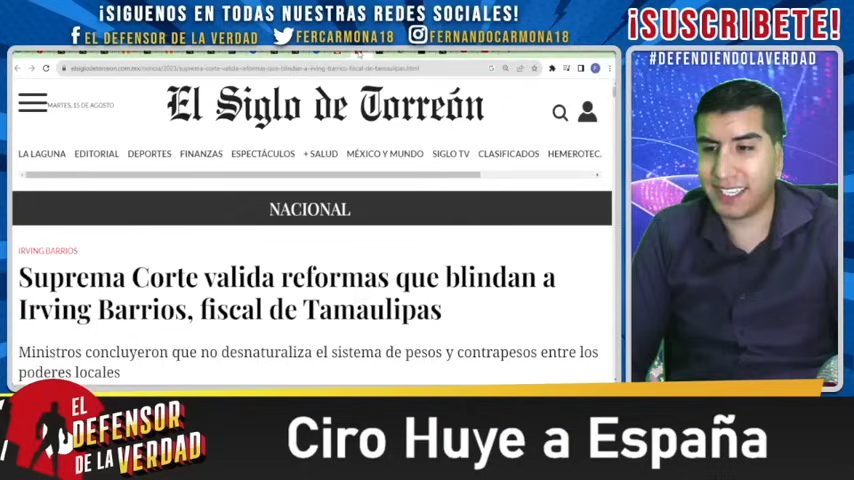 ¡SIGUENOS EN TODAS NUESTRAS REDES SOCIALES!
EL DEFENSOR DE LA VERDAD
FERCARMONA18
FERNANDOCARMONA18
¡SUSCRIBETE!
#DEFENDIENDOLAVERDAD
MARTES, 15 DE AGOSTO
El Siglo de Torreón
LA LAGUNA EDITORIAL DEPORTES FINANZAS ESPECTÁCULOS + SALUD MÉXICO Y MUNDO SIGLO TV CLASIFICADOS HEMEROTEC.
NACIONAL
IRVING BARRIOS
Suprema Corte valida reformas que blindan a
Irving Barrios, fiscal de Tamaulipas
Ministros concluyeron que no desnaturaliza el sistema de pesos y contrapesos entre los
poderes locales
EL
DEFENSOR
DE LA VERDAD
Ciro Huye a España